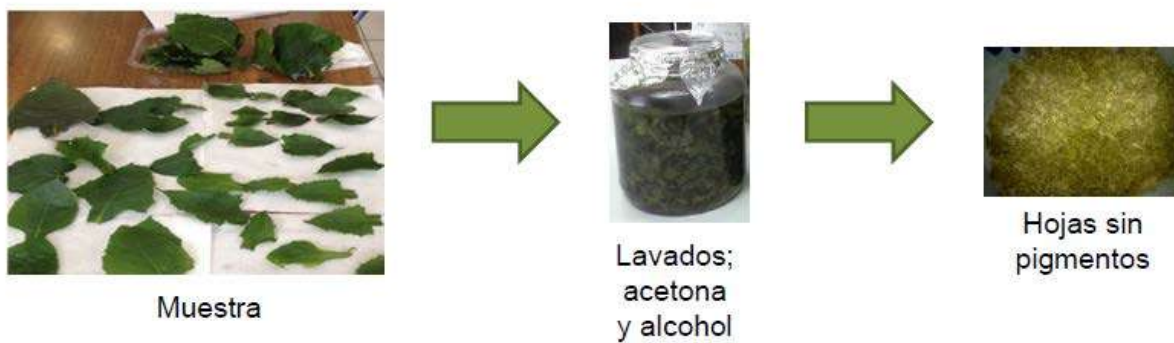 Muestra
Lavados;
acetona
y alcohol
Hojas sin
pigmentos